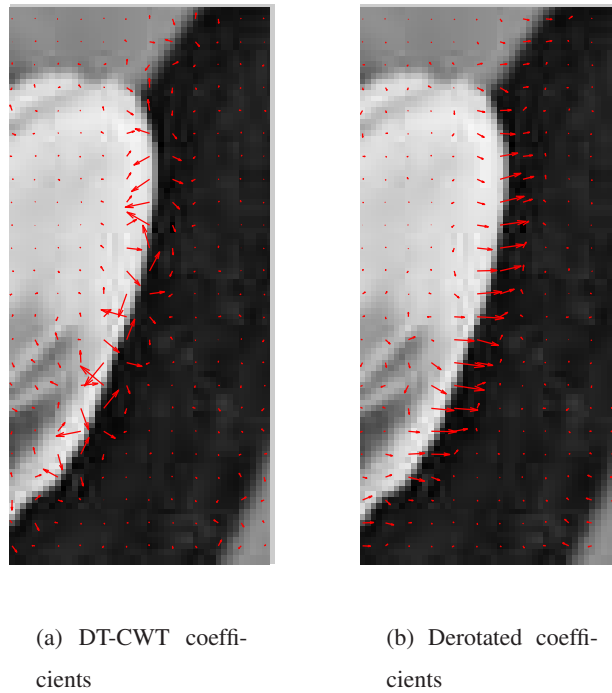 (a) DT-CWT coeffi-
cients
(b) Derotated coeffi-
cients